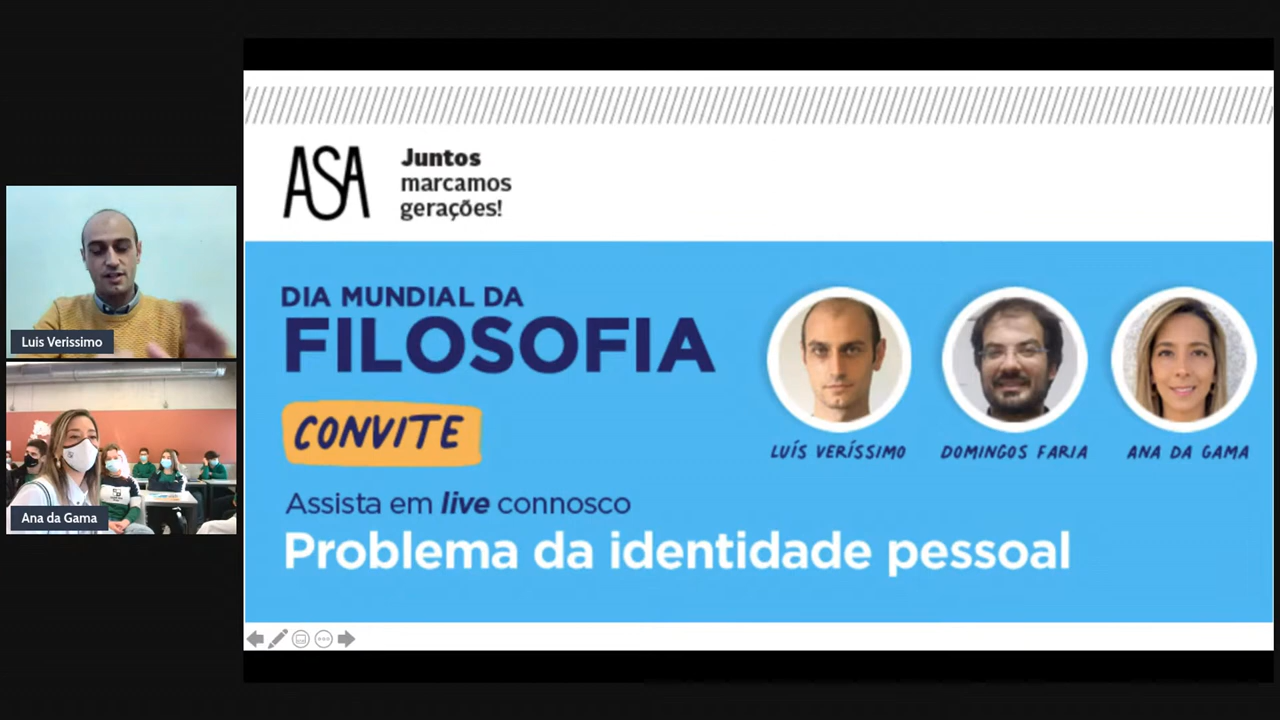 Luis Verissimo
Ana da Gama
ASA
Juntos
marcamos
gerações!
DIA MUNDIAL DA
FILOSOFIA
CONVITE
Assista em live connosco
Problema da identidade pessoal
LUÍS VERÍSSIMO
DOMINGOS FARIA
ANA DA GAMA